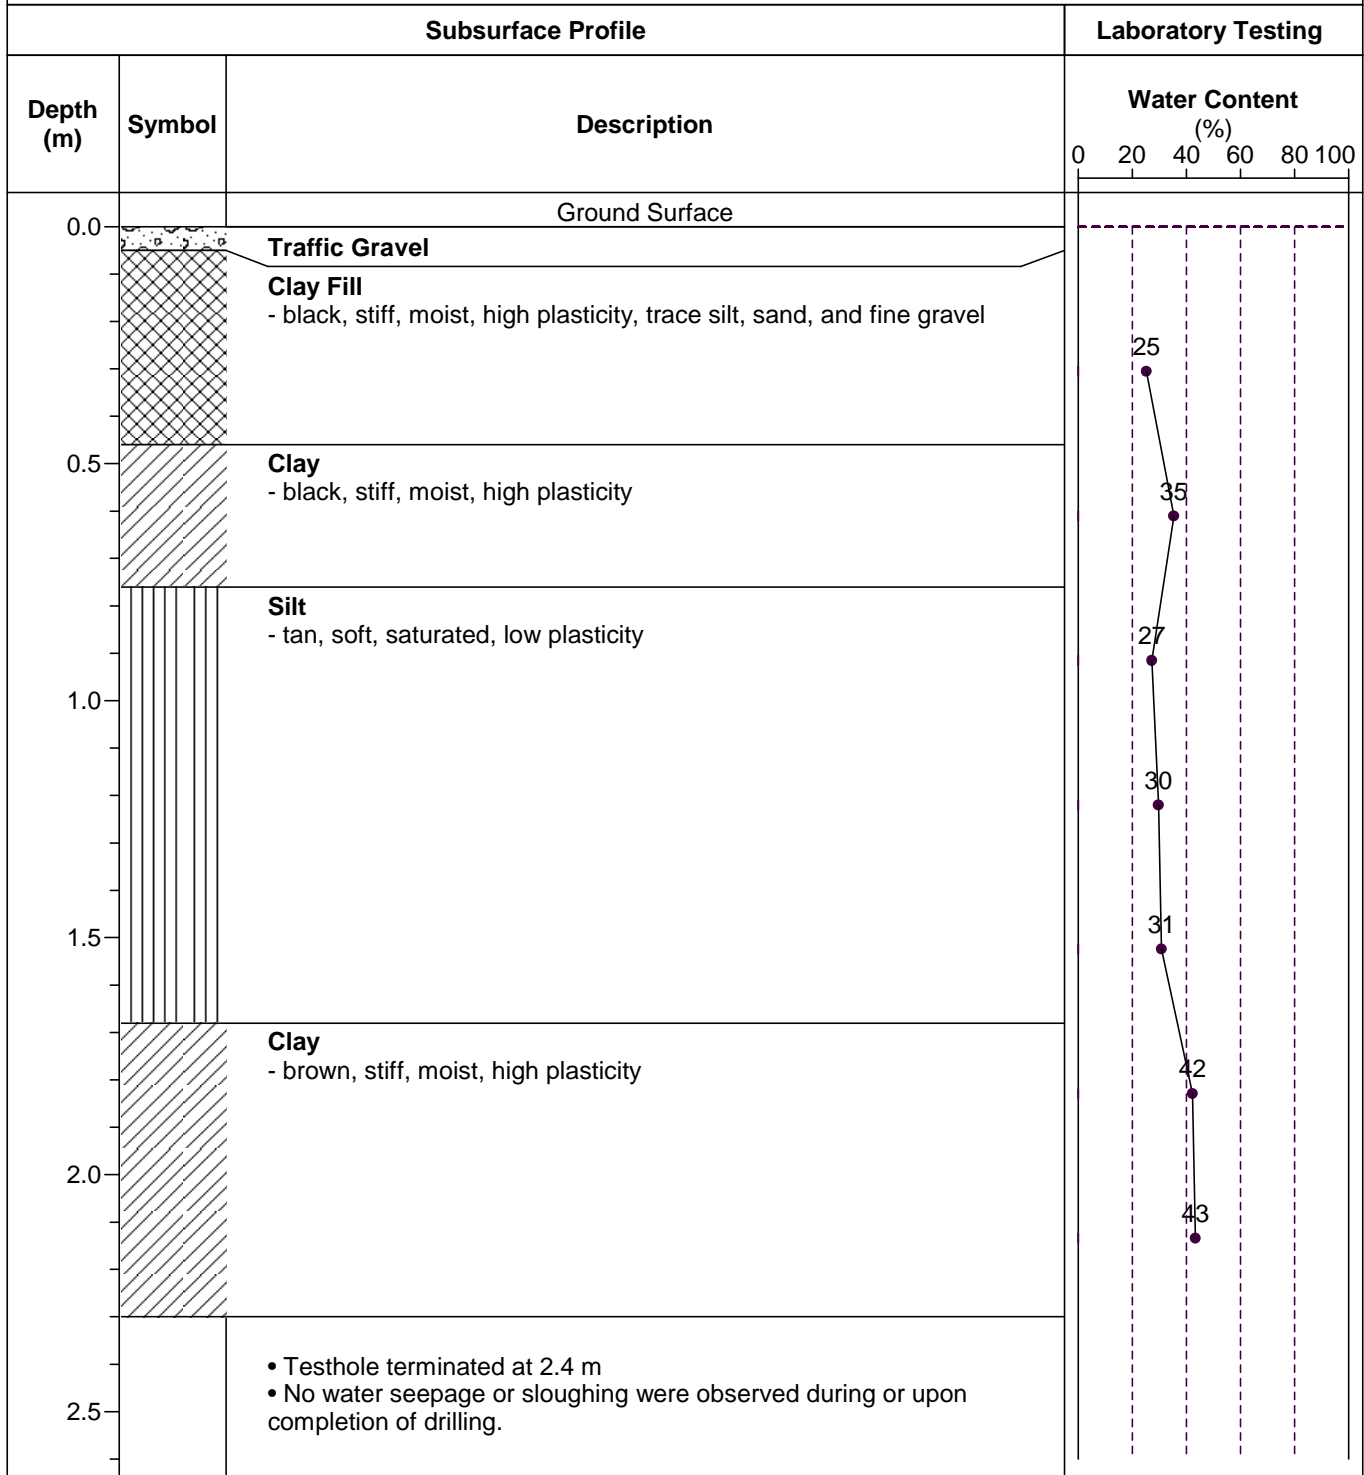 Subsurface Profile
Laboratory Testing
Depth
(m)
Symbol
Description
Water Content
(%)
0 20 40 60 80 100
Ground Surface
0.0
Traffic Gravel
Clay Fill
- black, stiff, moist, high plasticity, trace silt, sand, and fine gravel
25
0.5
Clay
- black, stiff, moist, high plasticity
35
Silt
- tan, soft, saturated, low plasticity
27
1.0
30
1.5
31
Clay
- brown, stiff, moist, high plasticity
42
2.0
43
• Testhole terminated at 2.4 m
• No water seepage or sloughing were observed during or upon
completion of drilling.
2.5